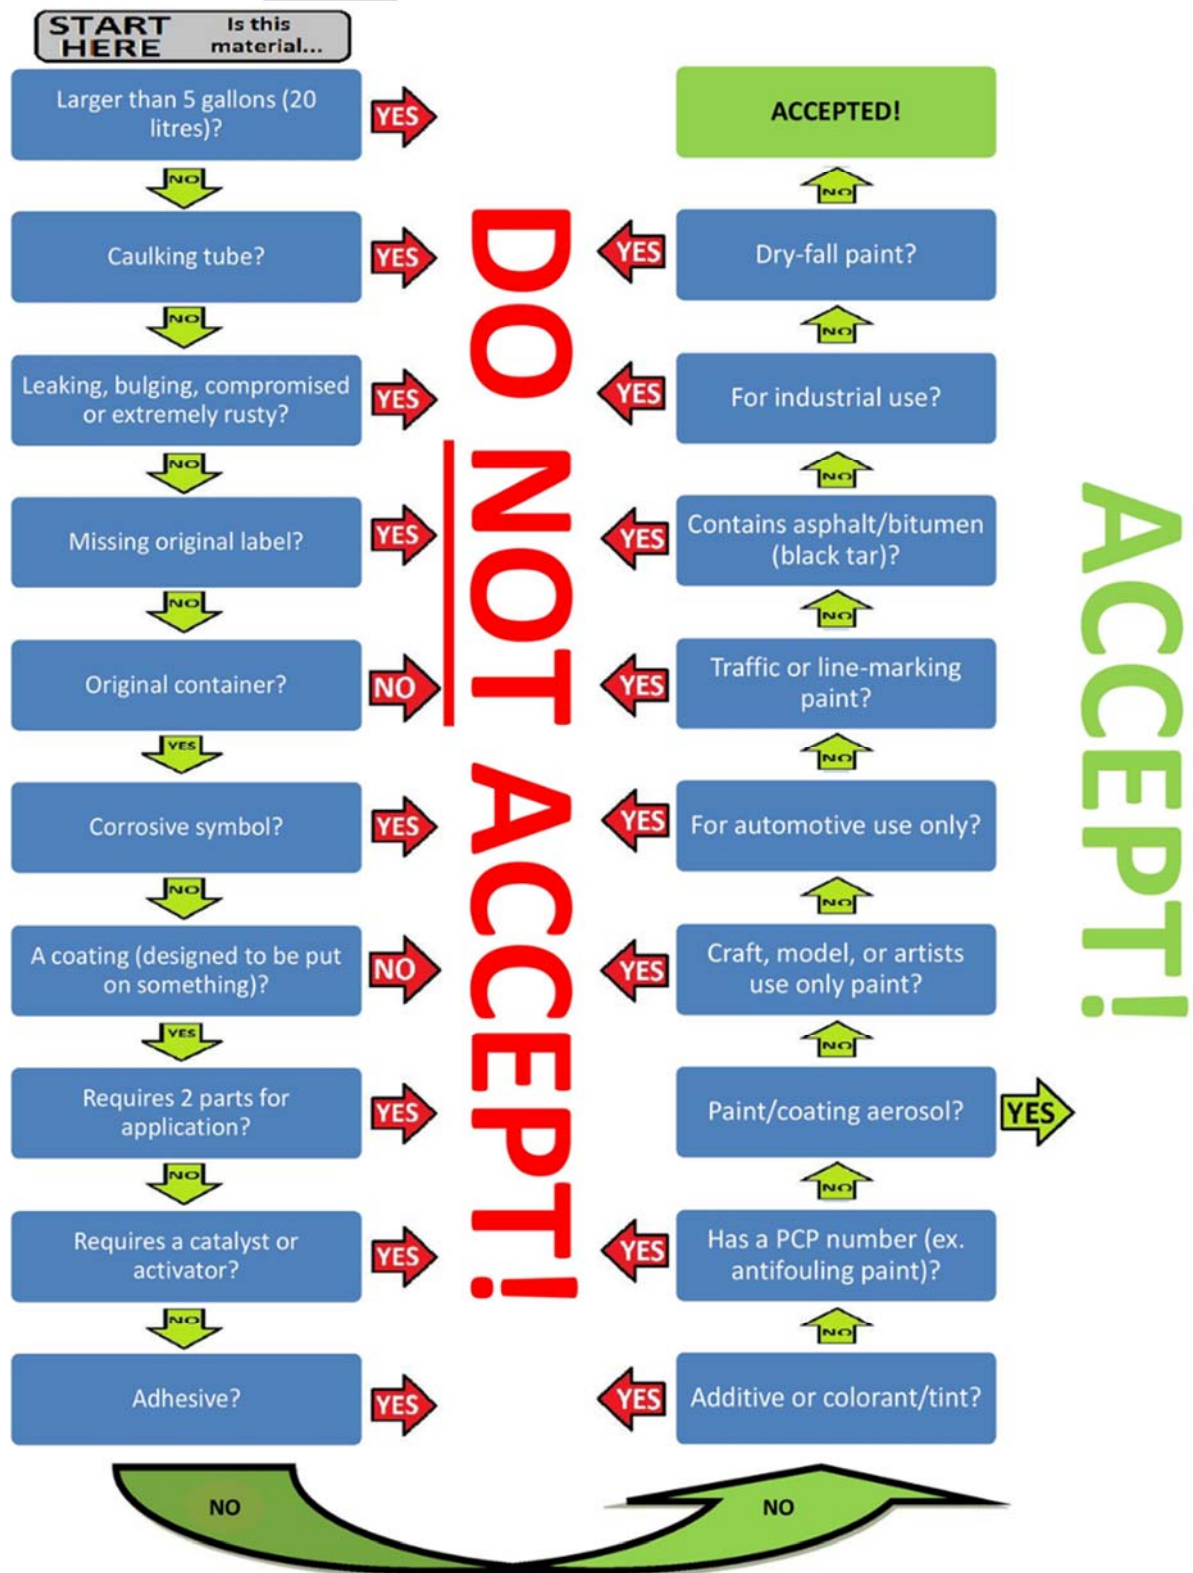 START HERE
Is this material...
Larger than 5 gallons (20
litres)?
YES
NO
Caulking tube?
YES
NO
Leaking, bulging, compromised
or extremely rusty?
YES
NO
Missing original label?
YES
NO
Original container?
NO
YES
Corrosive symbol?
YES
NO
A coating (designed to be put
on something)?
NO
YES
Requires 2 parts for
application?
YES
NO
Requires a catalyst or
activator?
YES
NO
Adhesive?
YES
NO
DO NOT ACCEPT!
NO
Additive or colorant/tint?
YES
NO
Has a PCP number (ex.
antifouling paint)?
YES
NO
Paint/coating aerosol?
YES
NO
Craft, model, or artists
use only paint?
YES
NO
For automotive use only?
YES
NO
Traffic or line-marking
paint?
YES
NO
Contains asphalt/bitumen
(black tar)?
YES
NO
For industrial use?
YES
NO
Dry-fall paint?
YES
NO
ACCEPTED!
ACCEPT!